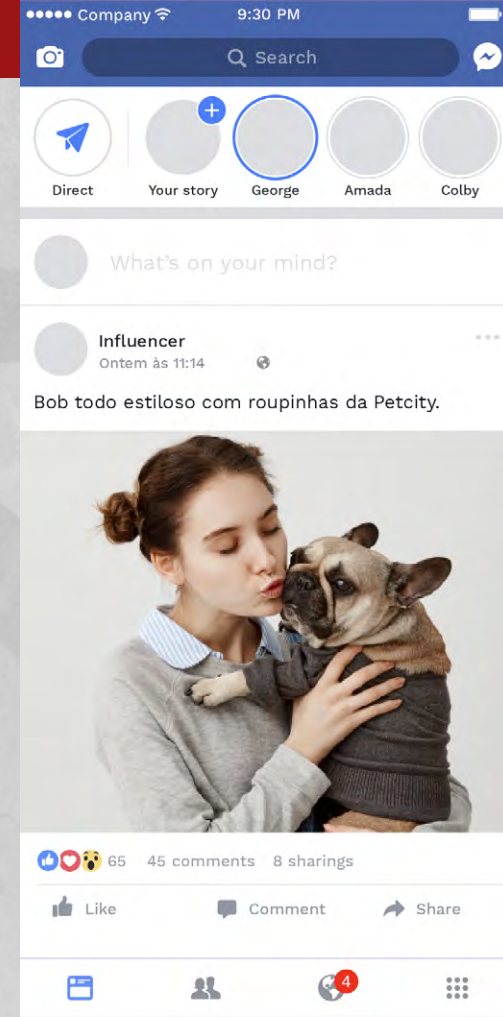 Company 9:30 PM
Search
Direct
Your story
George
Amada
Colby
What's on your mind?
Influencer
Ontem às 11:14
Bob todo estiloso com roupinhas da Petcity.
65 45 comments 8 sharings
Like Comment Share
4